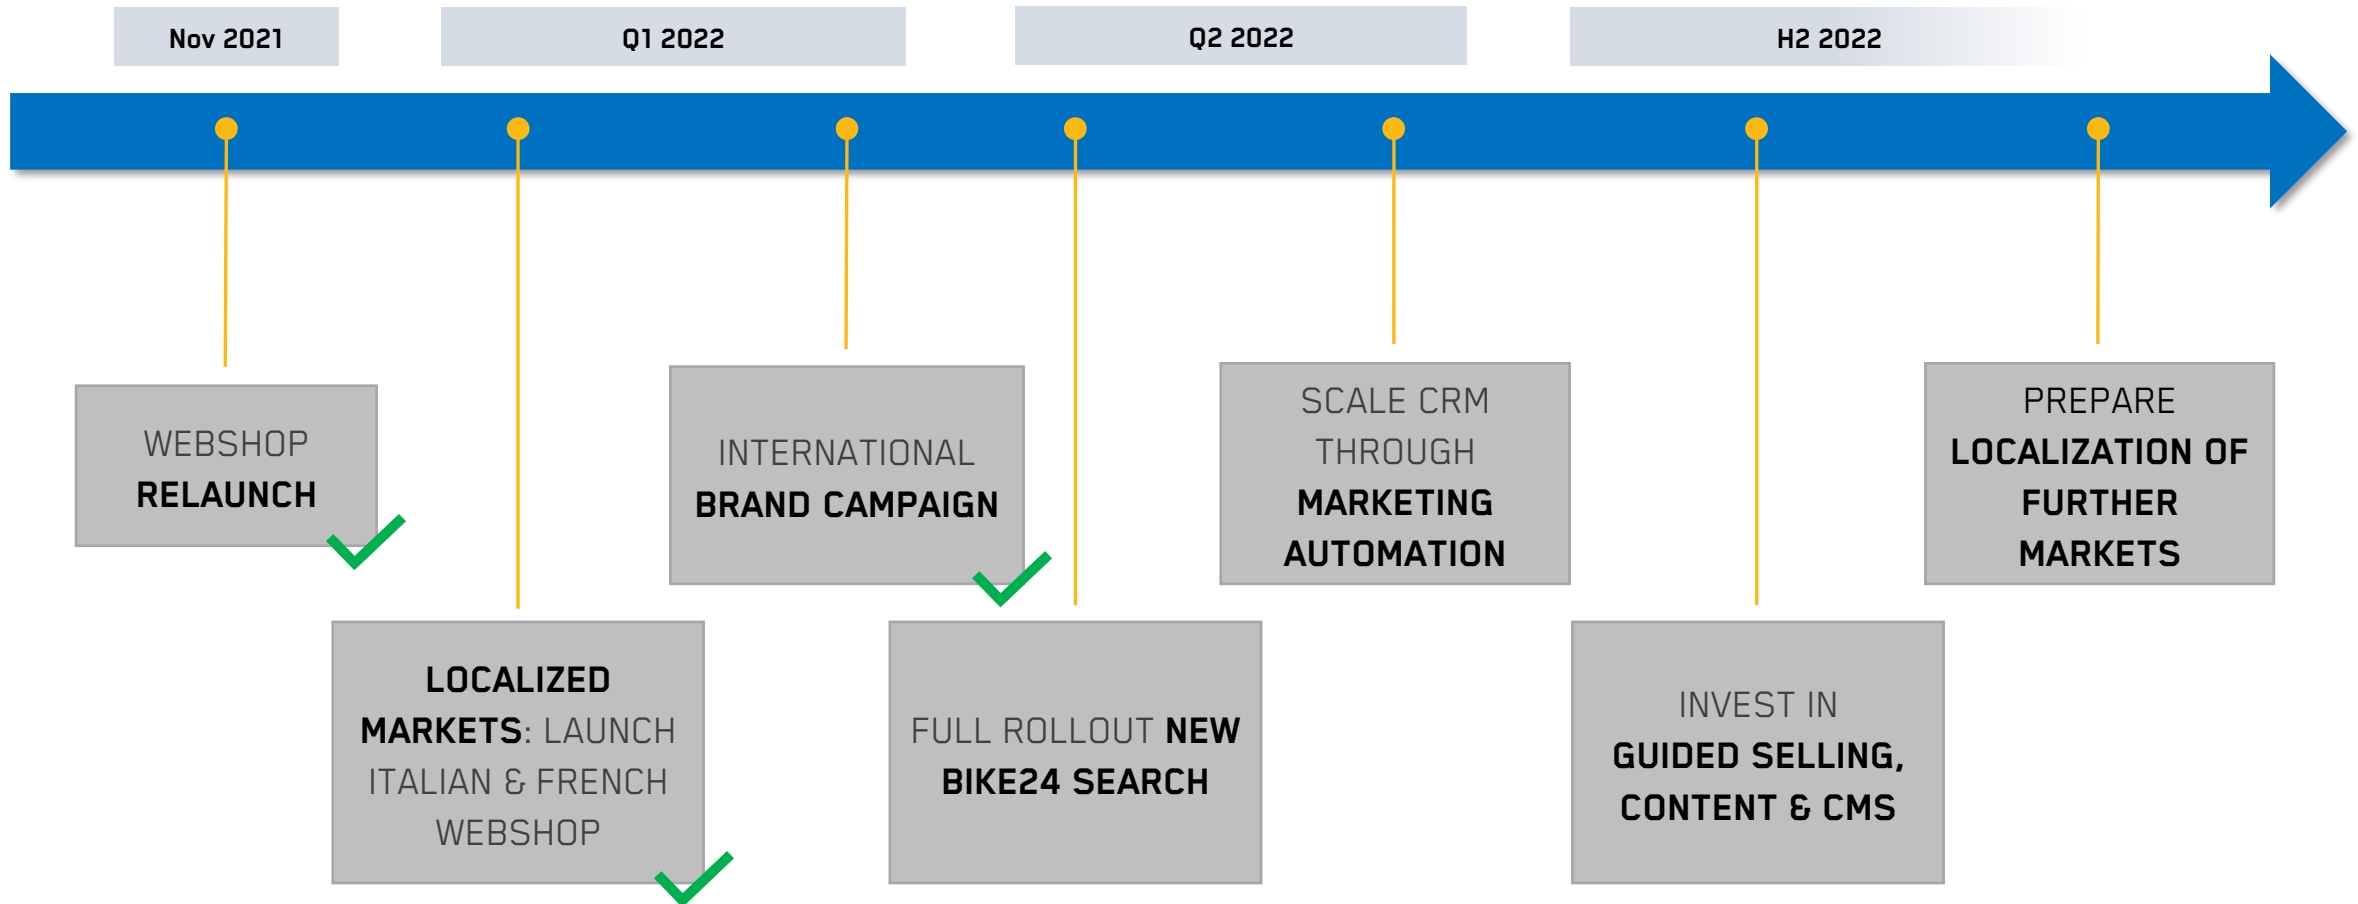 Nov 2021
Q1 2022
Q2 2022
H2 2022
WEBSHOP
RELAUNCH
LOCALIZED
MARKETS: LAUNCH
ITALIAN & FRENCH
WEBSHOP
INTERNATIONAL
BRAND CAMPAIGN
FULL ROLLOUT NEW
BIKE24 SEARCH
SCALE CRM
THROUGH
MARKETING
AUTOMATION
INVEST IN
GUIDED SELLING,
CONTENT & CMS
PREPARE
LOCALIZATION OF
FURTHER
MARKETS